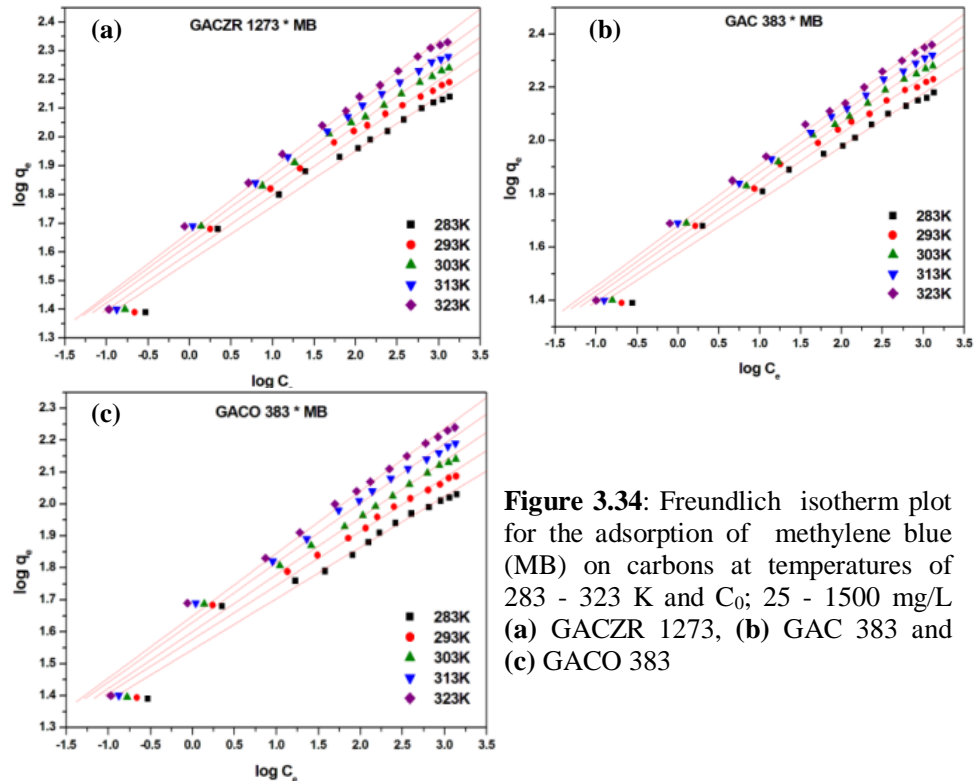 (a)
GACZR 1273 * MB
log qe
2.4
2.3
2.2
2.1
2.0
1.9
1.8
1.7
1.6
1.5
1.4
1.3
283K
293K
303K
313K
323K
-1.5 -1.0 -0.5 0.0 0.5 1.0 1.5 2.0 2.5 3.0 3.5
log C
(b)
GAC 383 * MB
log qe
2.4
2.2
2.0
1.8
1.6
1.4
283K
293K
303K
313K
323K
-1.5 -1.0 -0.5 0.0 0.5 1.0 1.5 2.0 2.5 3.0 3.5
log Ce
(c)
GACO 383 * MB
log qe
2.3
2.2
2.1
2.0
1.9
1.8
1.7
1.6
1.5
1.4
1.3
283K
293K
303K
313K
323K
-1.5 -1.0 -0.5 0.0 0.5 1.0 1.5 2.0 2.5 3.0 3.5
log Ce
Figure 3.34: Freundlich isotherm plot
for the adsorption of methylene blue
(MB) on carbons at temperatures of
283 - 323 K and C0; 25 - 1500 mg/L
(a) GACZR 1273, (b) GAC 383 and
(c) GACO 383